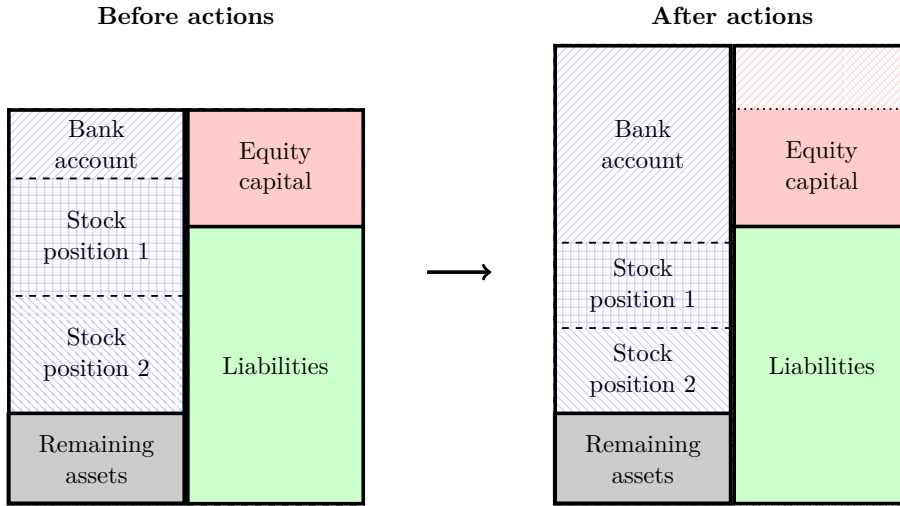 Before actions
Bank
account
Stock
position 1
Stock
position 2
Remaining
assets
Equity
capital
Liabilities
After actions
Bank
account
Stock
position 1
Stock
position 2
Remaining
assets
Equity
capital
Liabilities